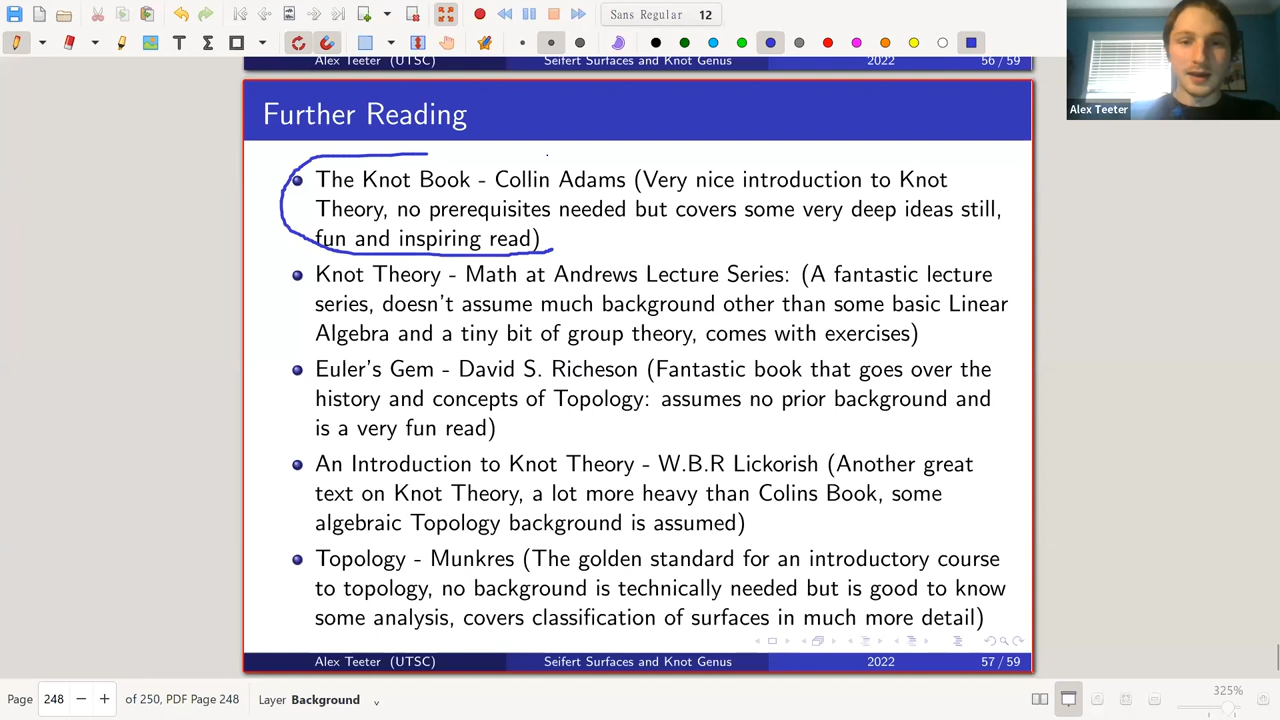 Sans Regular 12
Alex Teeter (UTSC) Seifert Surfaces and Knot Genus 2022 56 / 59
Alex Teeter
Further Reading
The Knot Book - Collin Adams (Very nice introduction to Knot
Theory, no prerequisites needed but covers some very deep ideas still,
fun and inspiring read)
Knot Theory - Math at Andrews Lecture Series: (A fantastic lecture
series, doesn't assume much background other than some basic Linear
Algebra and a tiny bit of group theory, comes with exercises)
Euler's Gem - David S. Richeson (Fantastic book that goes over the
history and concepts of Topology: assumes no prior background and
is a very fun read)
An Introduction to Knot Theory - W.B.R Lickorish (Another great
text on Knot Theory, a lot more heavy than Colins Book, some
algebraic Topology background is assumed)
Topology - Munkres (The golden standard for an introductory course
to topology, no background is technically needed but is good to know
some analysis, covers classification of surfaces in much more detail)
Alex Teeter (UTSC) Seifert Surfaces and Knot Genus 2022 57 / 59
Page 248 of 250, PDF Page 248 Layer Background 325%